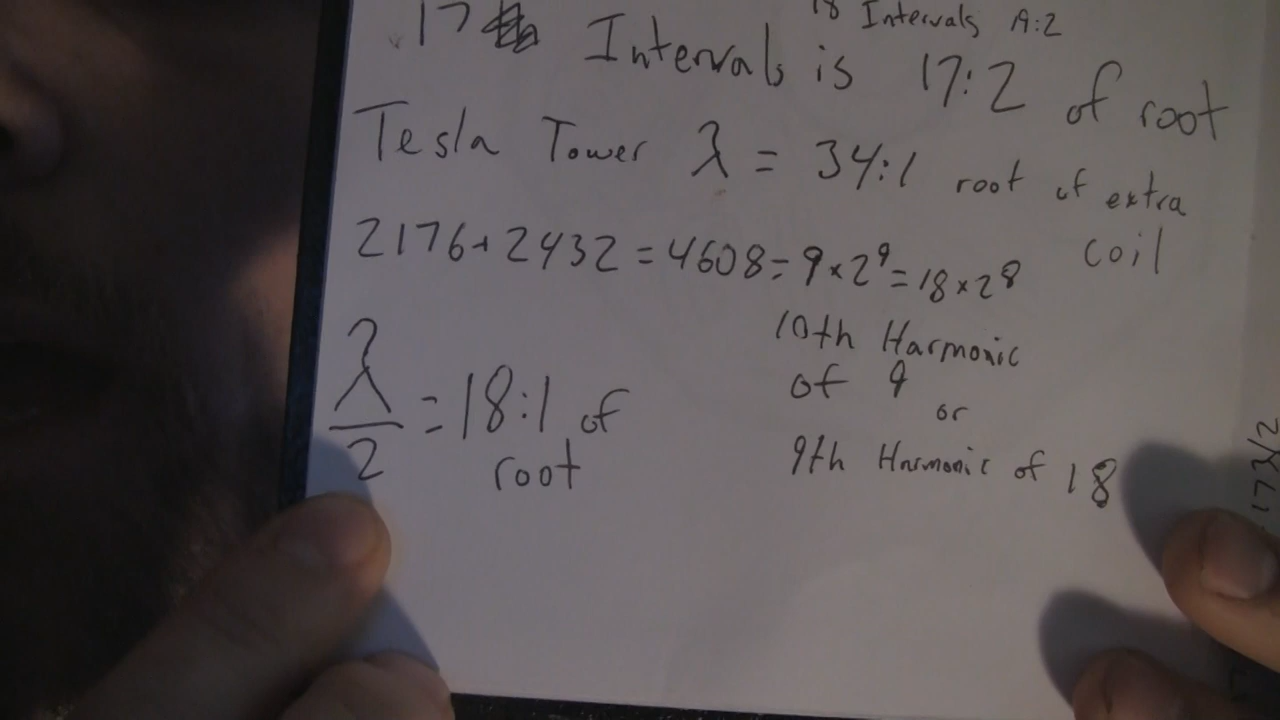 18 Intervals 19:2
17 Intervals is 17:2 of root
Tesla Tower λ = 34:1 root of extra coil
2176+2432=4608=9×2⁹=18×2⁸
10th Harmonic
of 9
or
9th Harmonic of 18
λ/2 = 18:1 of
root